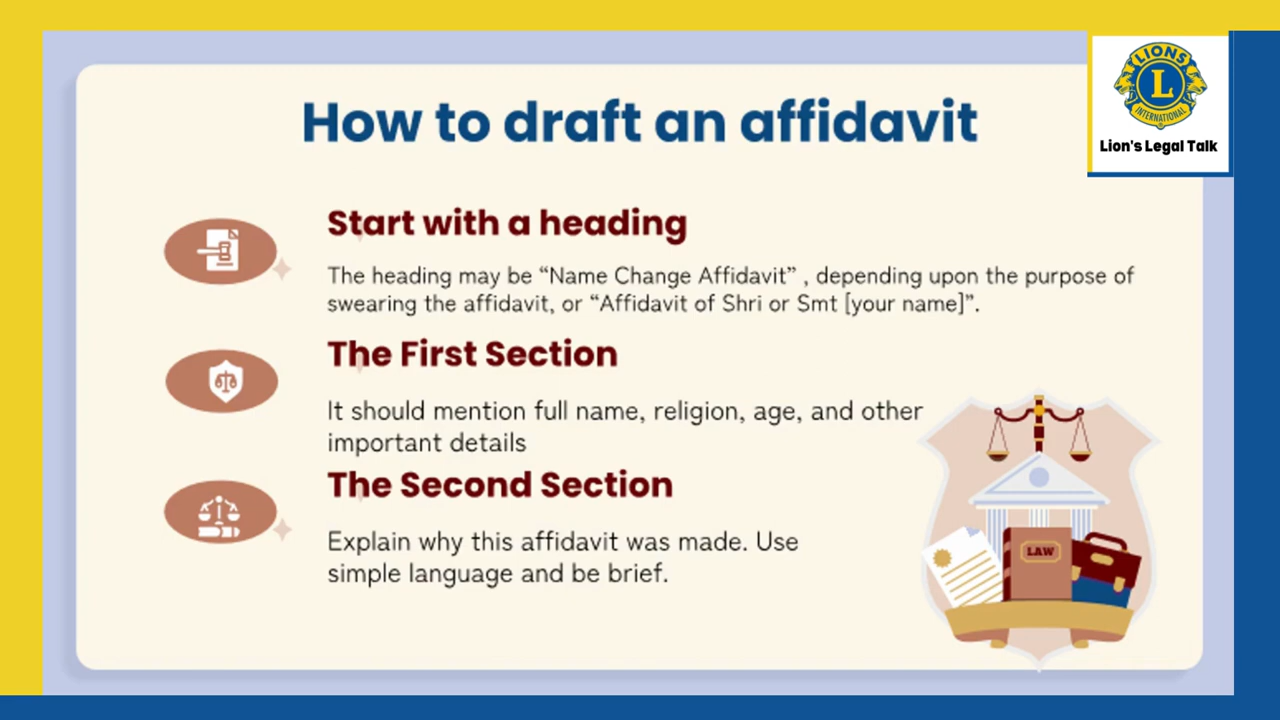 How to draft an affidavit
LIONS
L
INTERNATIONAL
Lion's Legal Talk
Start with a heading
The heading may be “Name Change Affidavit” , depending upon the purpose of
swearing the affidavit, or “Affidavit of Shri or Smt [your name]”.
The First Section
It should mention full name, religion, age, and other
important details
The Second Section
Explain why this affidavit was made. Use
simple language and be brief.
LAW